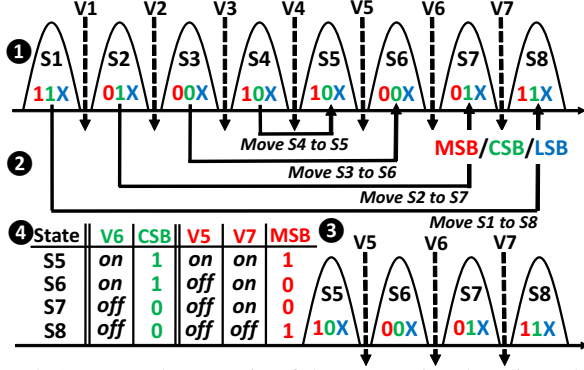 V1 V2 V3 V4 V5 V6 V7
❶ S1 S2 S3 S4 S5 S6 S7 S8
11X 01X 00X 10X 10X 00X 01X 11X
Move S4 to S5
MSB/CSB/LSB
❷
Move S3 to S6
Move S2 to S7
Move S1 to S8
❹ State V6 CSB V5 V7 MSB
S5 on 1 on on 1
S6 on 1 off on 0
S7 off 0 off on 0
S8 off 0 off off 1
❸ V5 V6 V7
S5 S6 S7 S8
10X 00X 01X 11X